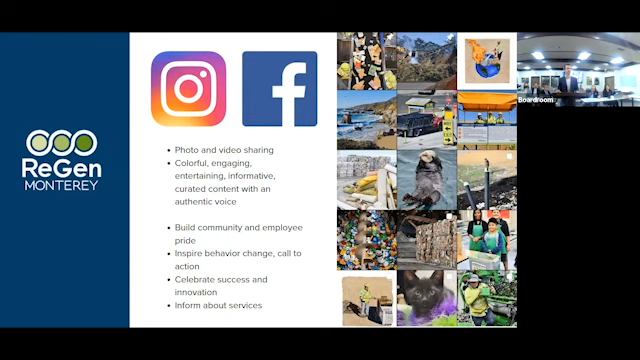 ReGen
MONTEREY
• Photo and video sharing
• Colorful, engaging,
entertaining, informative,
curated content with an
authentic voice
• Build community and employee
pride
• Inspire behavior change, call to
action
• Celebrate success and
innovation
• Inform about services
Boardroom